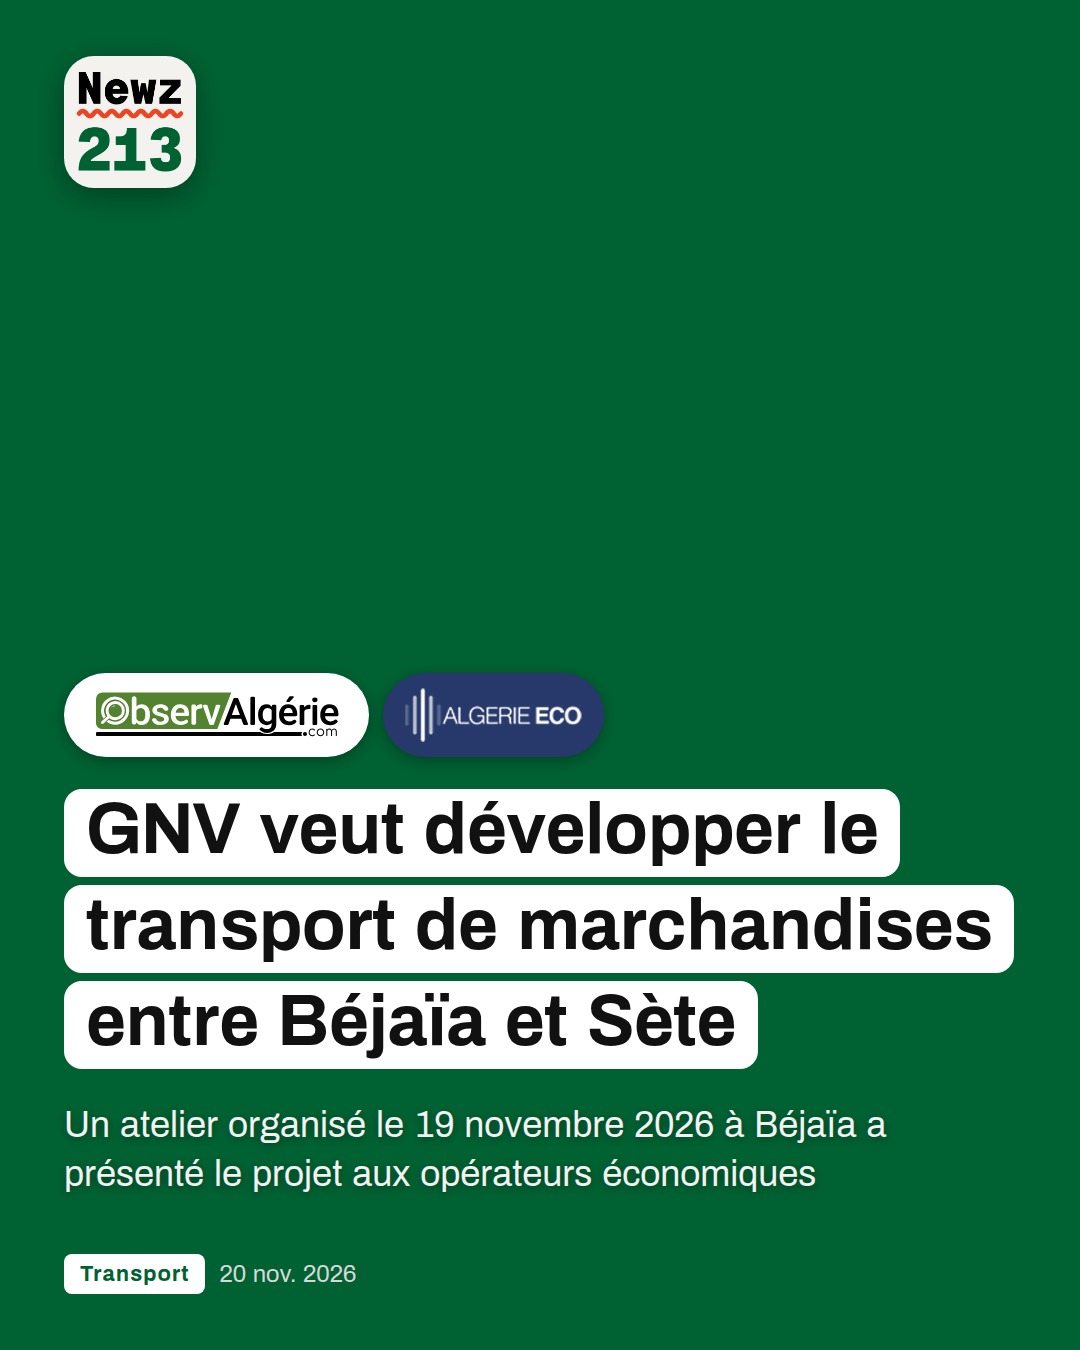 Newz
213
ObservAlgérie
.com
ALGERIE ECO
GNV veut développer le
transport de marchandises
entre Béjaïa et Sète
Un atelier organisé le 19 novembre 2026 à Béjaïa a
présenté le projet aux opérateurs économiques
Transport
20 nov. 2026